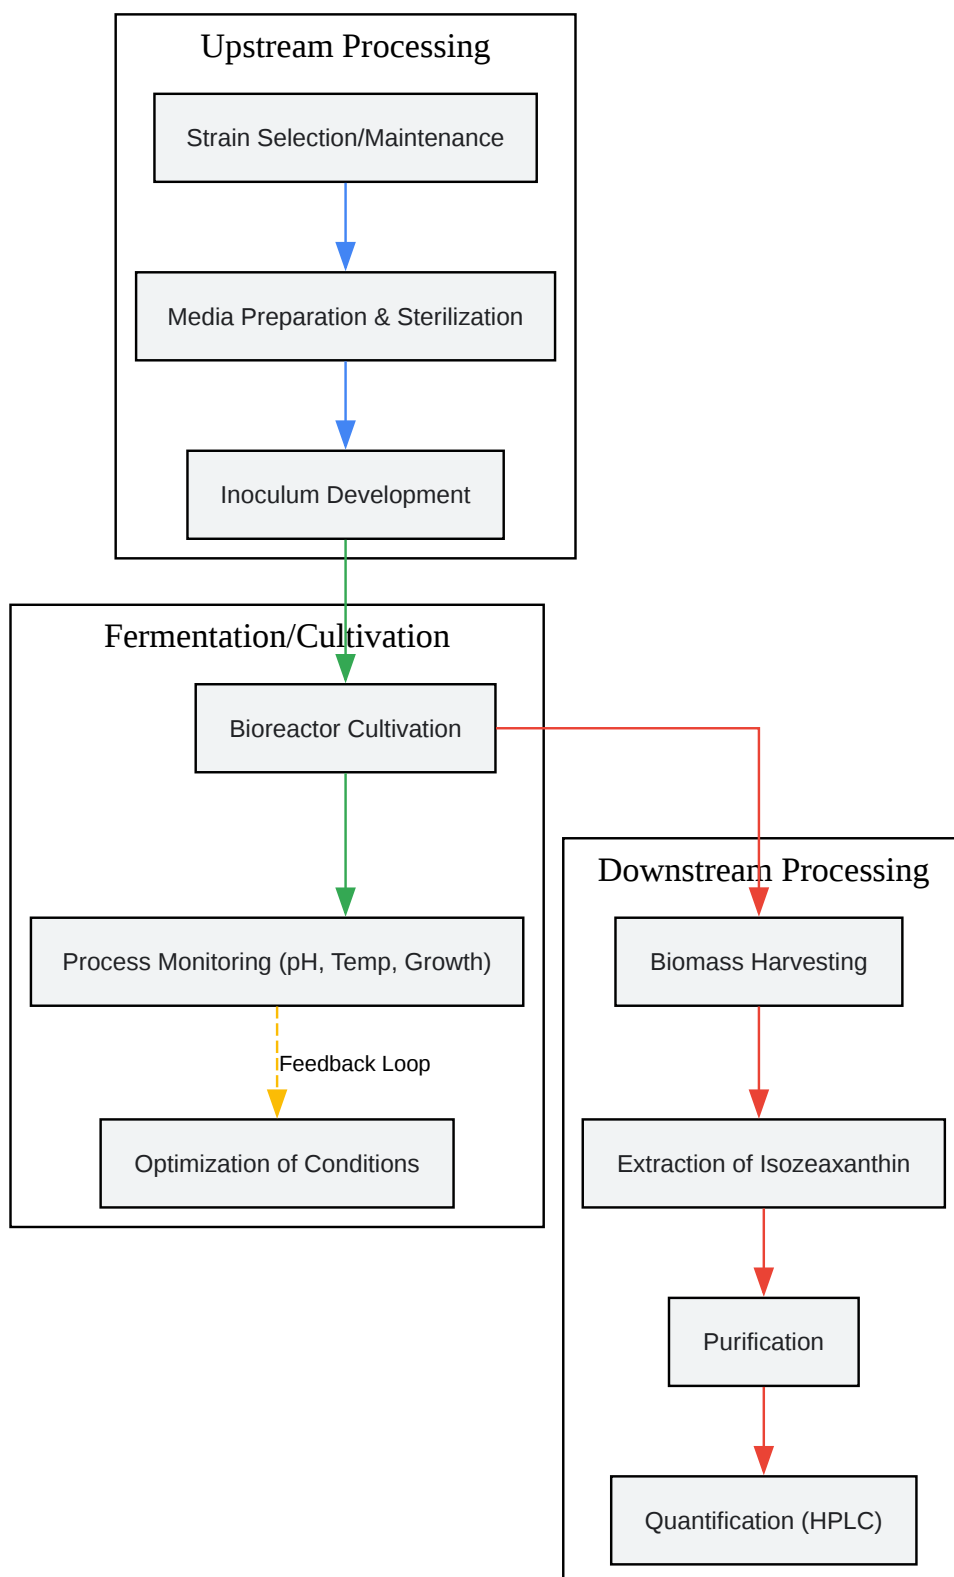 Upstream Processing
Strain Selection/Maintenance
Media Preparation & Sterilization
Inoculum Development
Fermentation/Cultivation
Bioreactor Cultivation
Process Monitoring (pH, Temp, Growth)
Feedback Loop
Optimization of Conditions
Downstream Processing
Biomass Harvesting
Extraction of Isozeaxanthin
Purification
Quantification (HPLC)